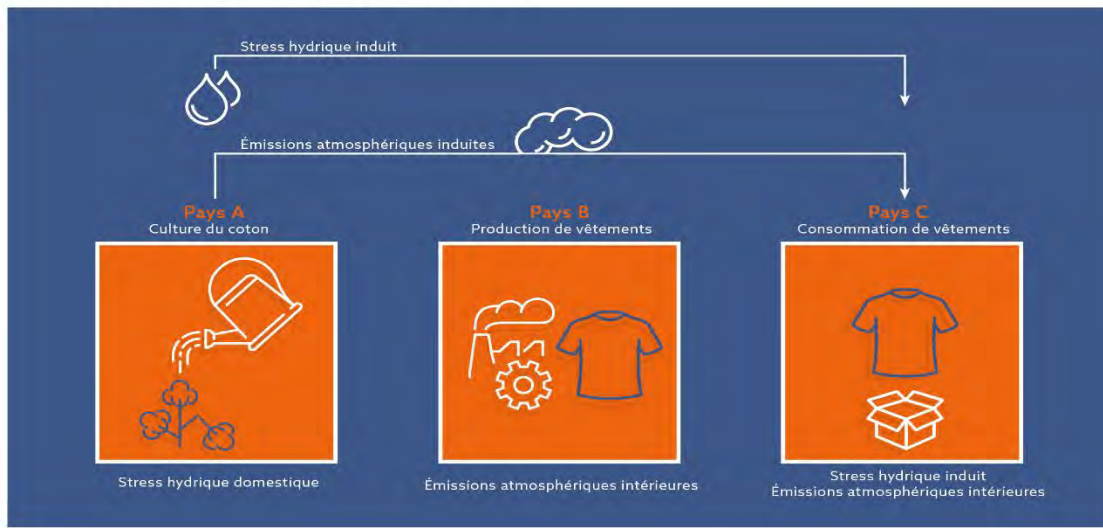 Stress hydrique induit
Émissions atmosphériques induites
Pays A
Culture du coton
Pays B
Production de vêtements
Pays C
Consommation de vêtements
Stress hydrique domestique
Émissions atmosphériques intérieures
Stress hydrique induit
Émissions atmosphériques intérieures